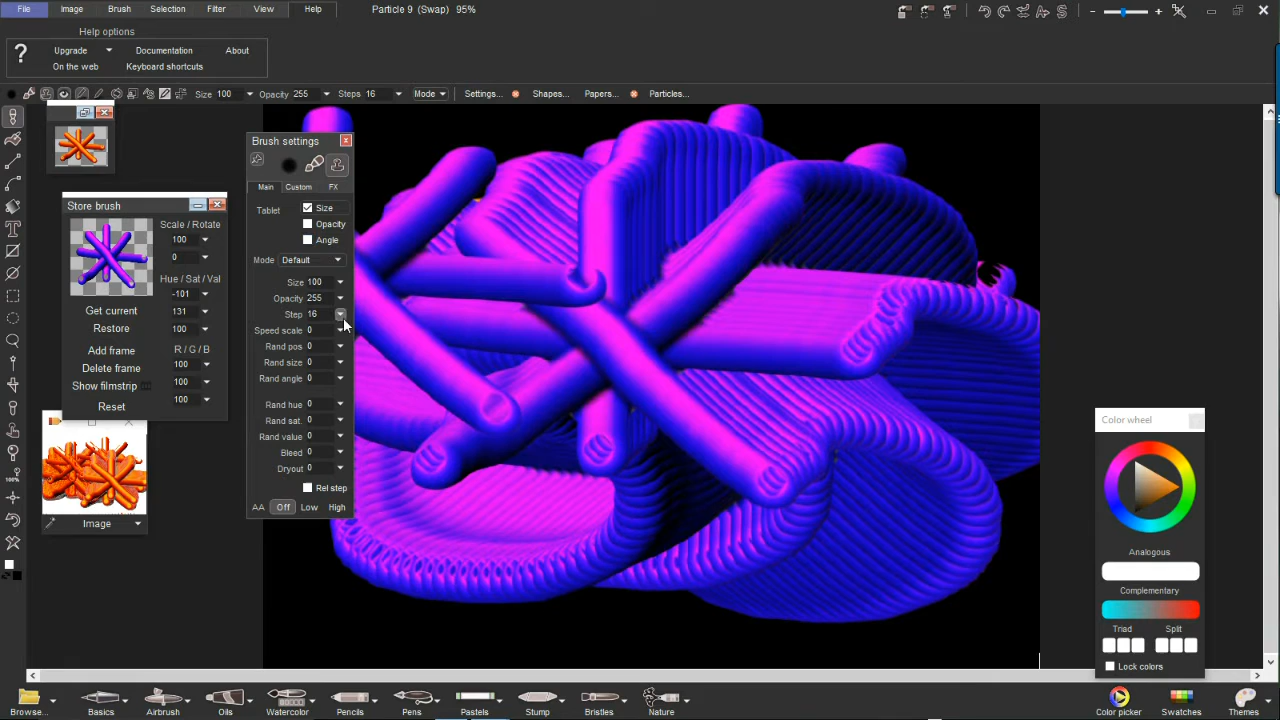 File Image Brush Selection Filter View Help Particle 9 (Swap) 95%
Help options
? Upgrade Documentation About
On the web Keyboard shortcuts
Size 100 Opacity 255 Steps 16 Mode Settings... Shapes... Papers... Particles...
Store brush
Scale / Rotate
100
0
Hue / Sat / Val
-101
Get current 131
Restore 100
Add frame R / G / B
Delete frame 100
Show filmstrip 100
Reset 100
Image
Brush settings
Main Custom FX
Tablet Size
Opacity
Angle
Mode Default
Size 100
Opacity 255
Step 16
Speed scale 0
Rand pos 0
Rand size 0
Rand angle 0
Rand hue 0
Rand sat. 0
Rand value 0
Bleed 0
Dryout 0
Rel step
AA Off Low High
100%
Color wheel
Analogous
Complementary
Triad Split
Lock colors
Browse... Basics Airbrush Oils Watercolor Pencils Pens Pastels Stump Bristles Nature Color picker Swatches Themes